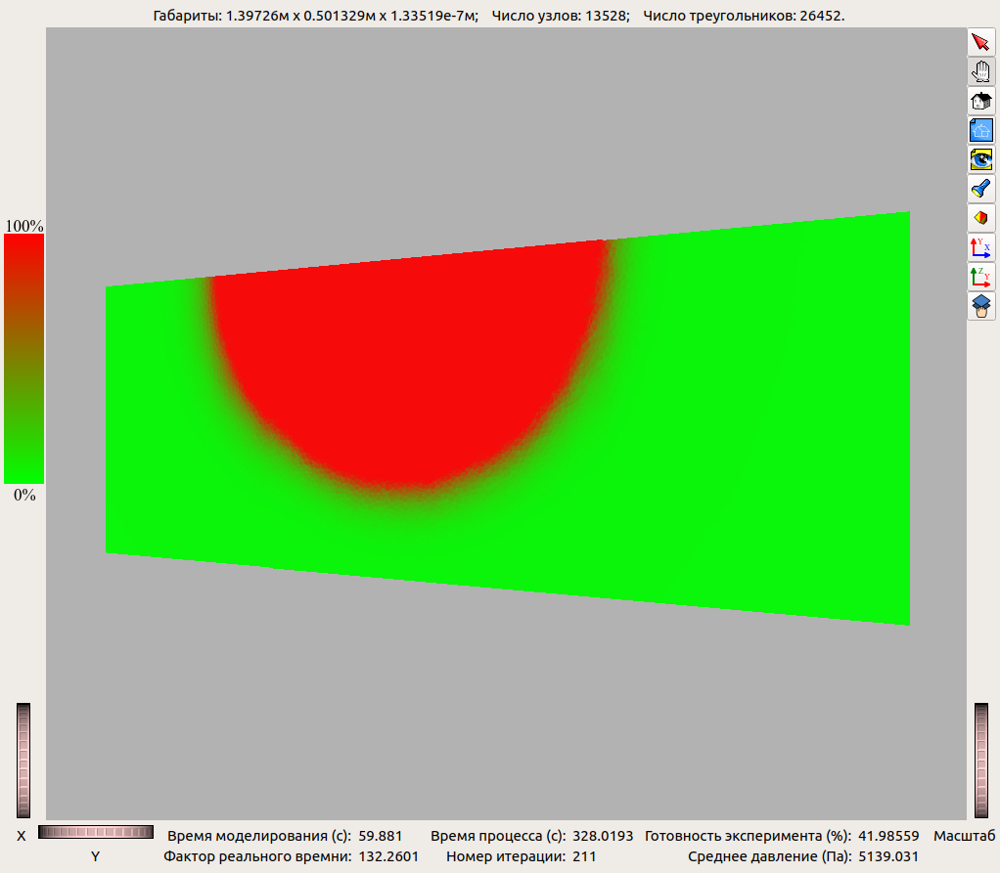 Габариты: 1.39726м x 0.501329м x 1.33519e-7м; Число узлов: 13528; Число треугольников: 26452.
100%
0%
Y
X
Z
Y
X Время моделирования (с): 59.881 Время процесса (с): 328.0193 Готовность эксперимента (%): 41.98559 Масштаб
Y Фактор реального времни: 132.2601 Номер итерации: 211 Среднее давление (Па): 5139.031